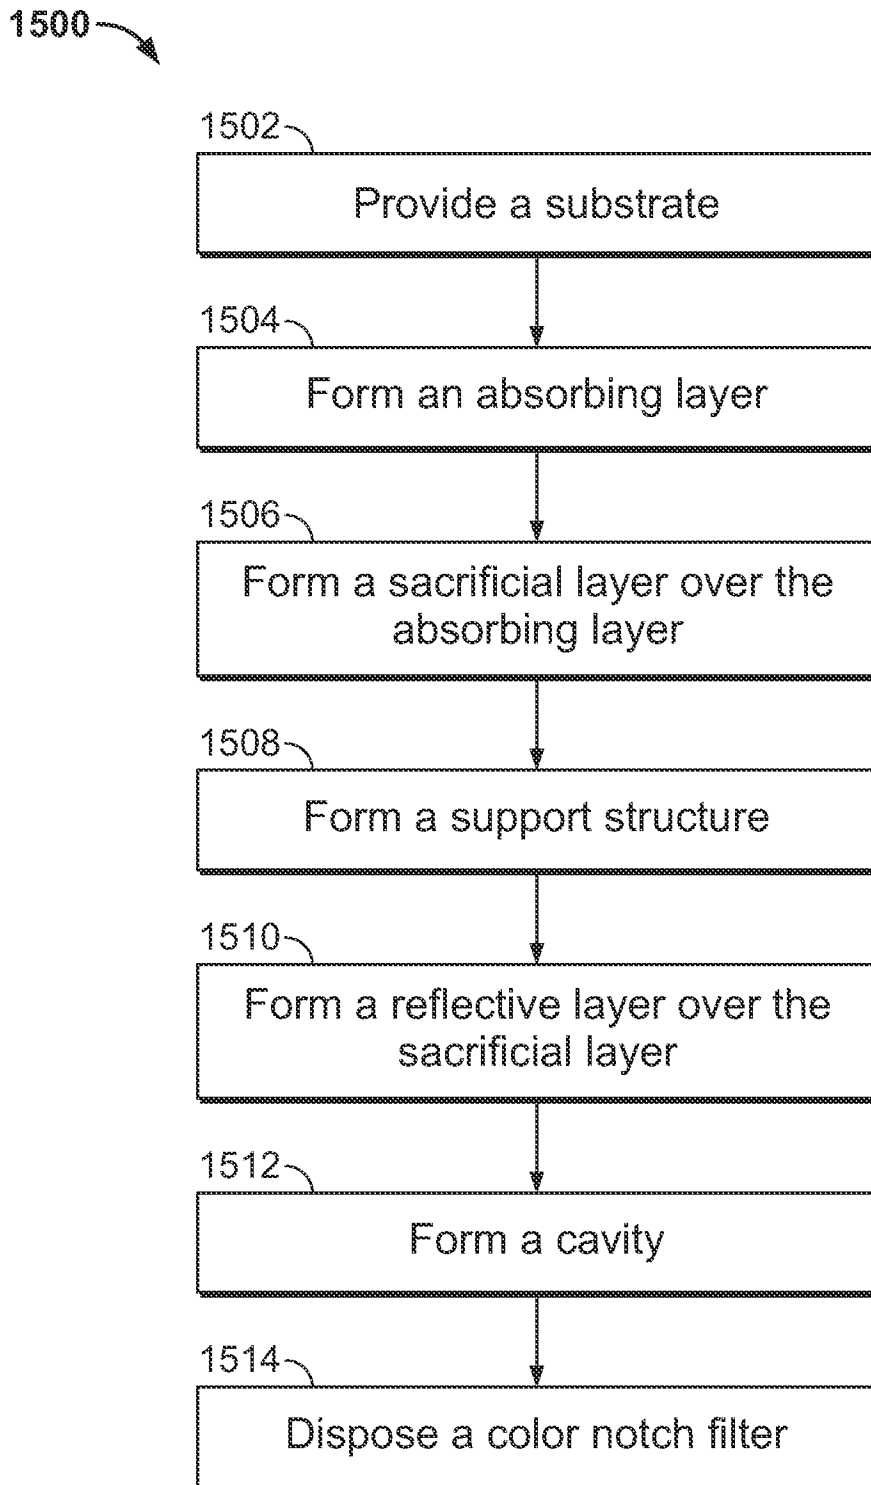 1500
1502
Provide a substrate
1504
Form an absorbing layer
1506
Form a sacrificial layer over the
absorbing layer
1508
Form a support structure
1510
Form a reflective layer over the
sacrificial layer
1512
Form a cavity
1514
Dispose a color notch filter